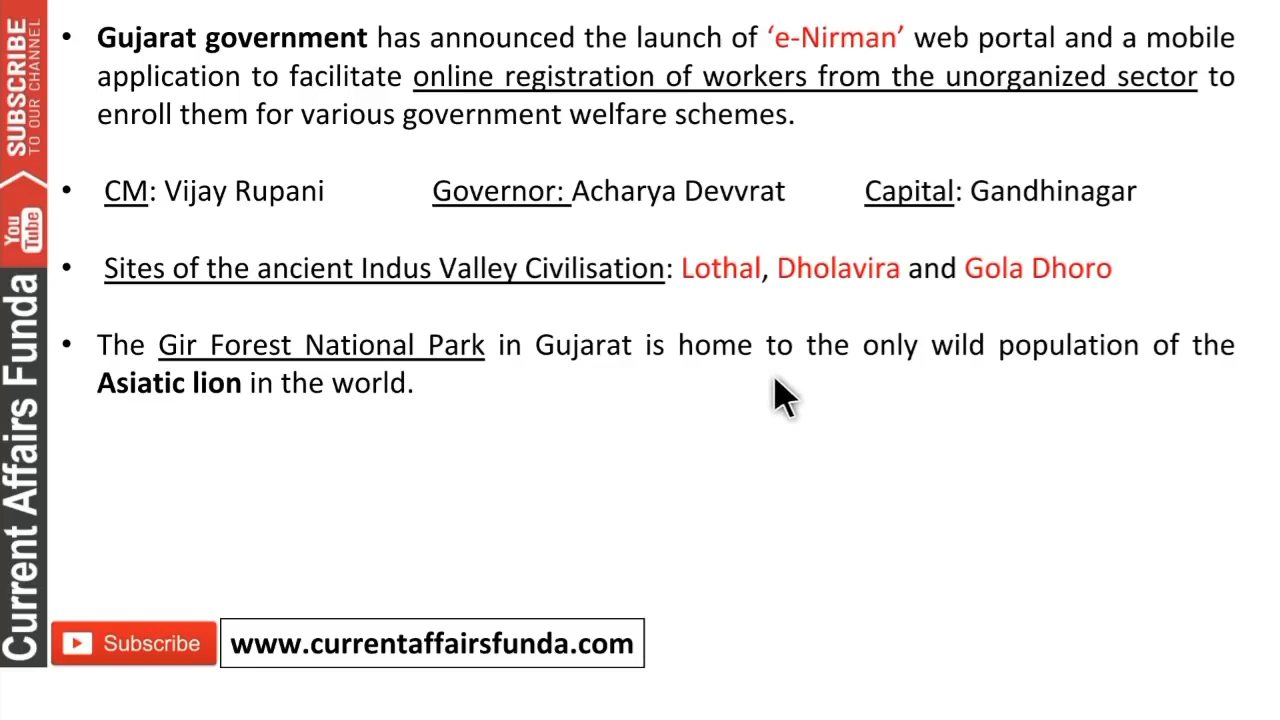 • Gujarat government has announced the launch of ‘e-Nirman’ web portal and a mobile
application to facilitate online registration of workers from the unorganized sector to
enroll them for various government welfare schemes.
• CM: Vijay Rupani Governor: Acharya Devvrat Capital: Gandhinagar
• Sites of the ancient Indus Valley Civilisation: Lothal, Dholavira and Gola Dhoro
• The Gir Forest National Park in Gujarat is home to the only wild population of the
Asiatic lion in the world.
SUBSCRIBE
TO OUR CHANNEL
You
Tube
Current Affairs Funda
Subscribe
www.currentaffairsfunda.com